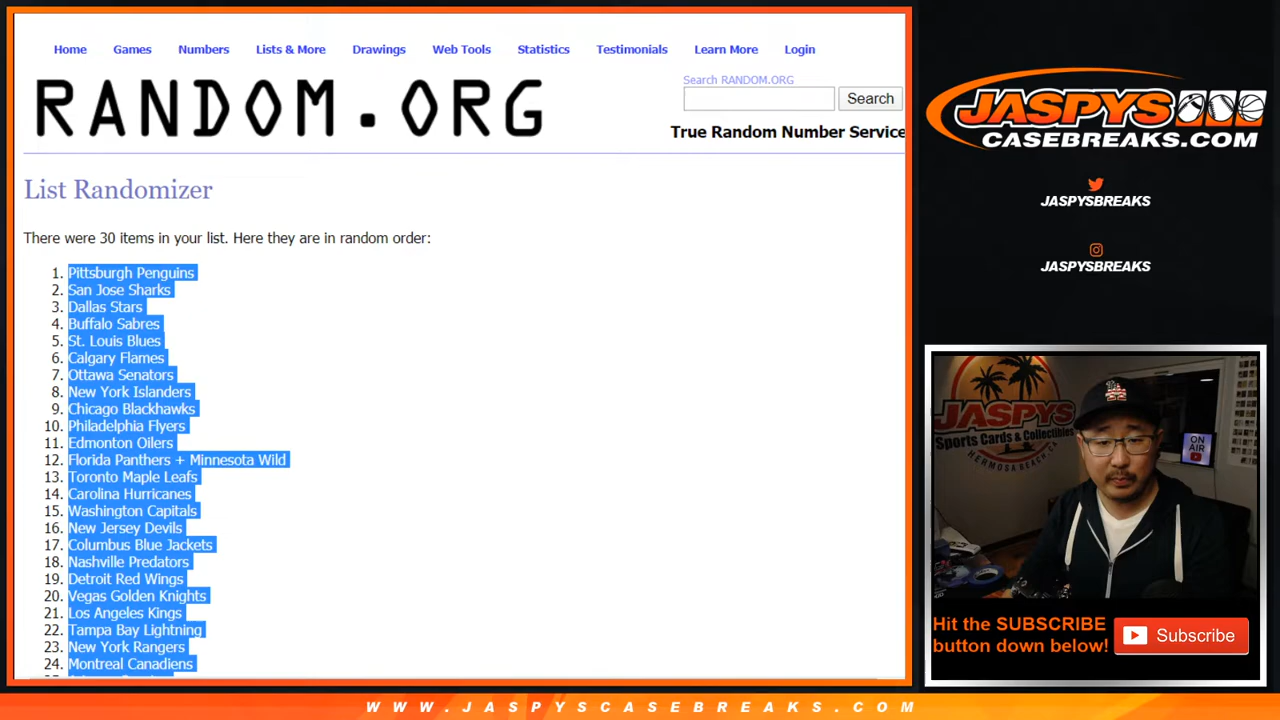 Home Games Numbers Lists & More Drawings Web Tools Statistics Testimonials Learn More Login
RANDOM.ORG
Search RANDOM.ORG
Search
True Random Number Service
List Randomizer
There were 30 items in your list. Here they are in random order:
1. Pittsburgh Penguins
2. San Jose Sharks
3. Dallas Stars
4. Buffalo Sabres
5. St. Louis Blues
6. Calgary Flames
7. Ottawa Senators
8. New York Islanders
9. Chicago Blackhawks
10. Philadelphia Flyers
11. Edmonton Oilers
12. Florida Panthers + Minnesota Wild
13. Toronto Maple Leafs
14. Carolina Hurricanes
15. Washington Capitals
16. New Jersey Devils
17. Columbus Blue Jackets
18. Nashville Predators
19. Detroit Red Wings
20. Vegas Golden Knights
21. Los Angeles Kings
22. Tampa Bay Lightning
23. New York Rangers
24. Montreal Canadiens
JASPYS
CASEBREAKS.COM
JASPYSBREAKS
JASPYSBREAKS
JASPYS
Sports Cards & Collectibles
HERMOSA BEACH, CA
ON AIR
Hit the SUBSCRIBE
button down below!
Subscribe
WWW.JASPYSCASEBREAKS.COM